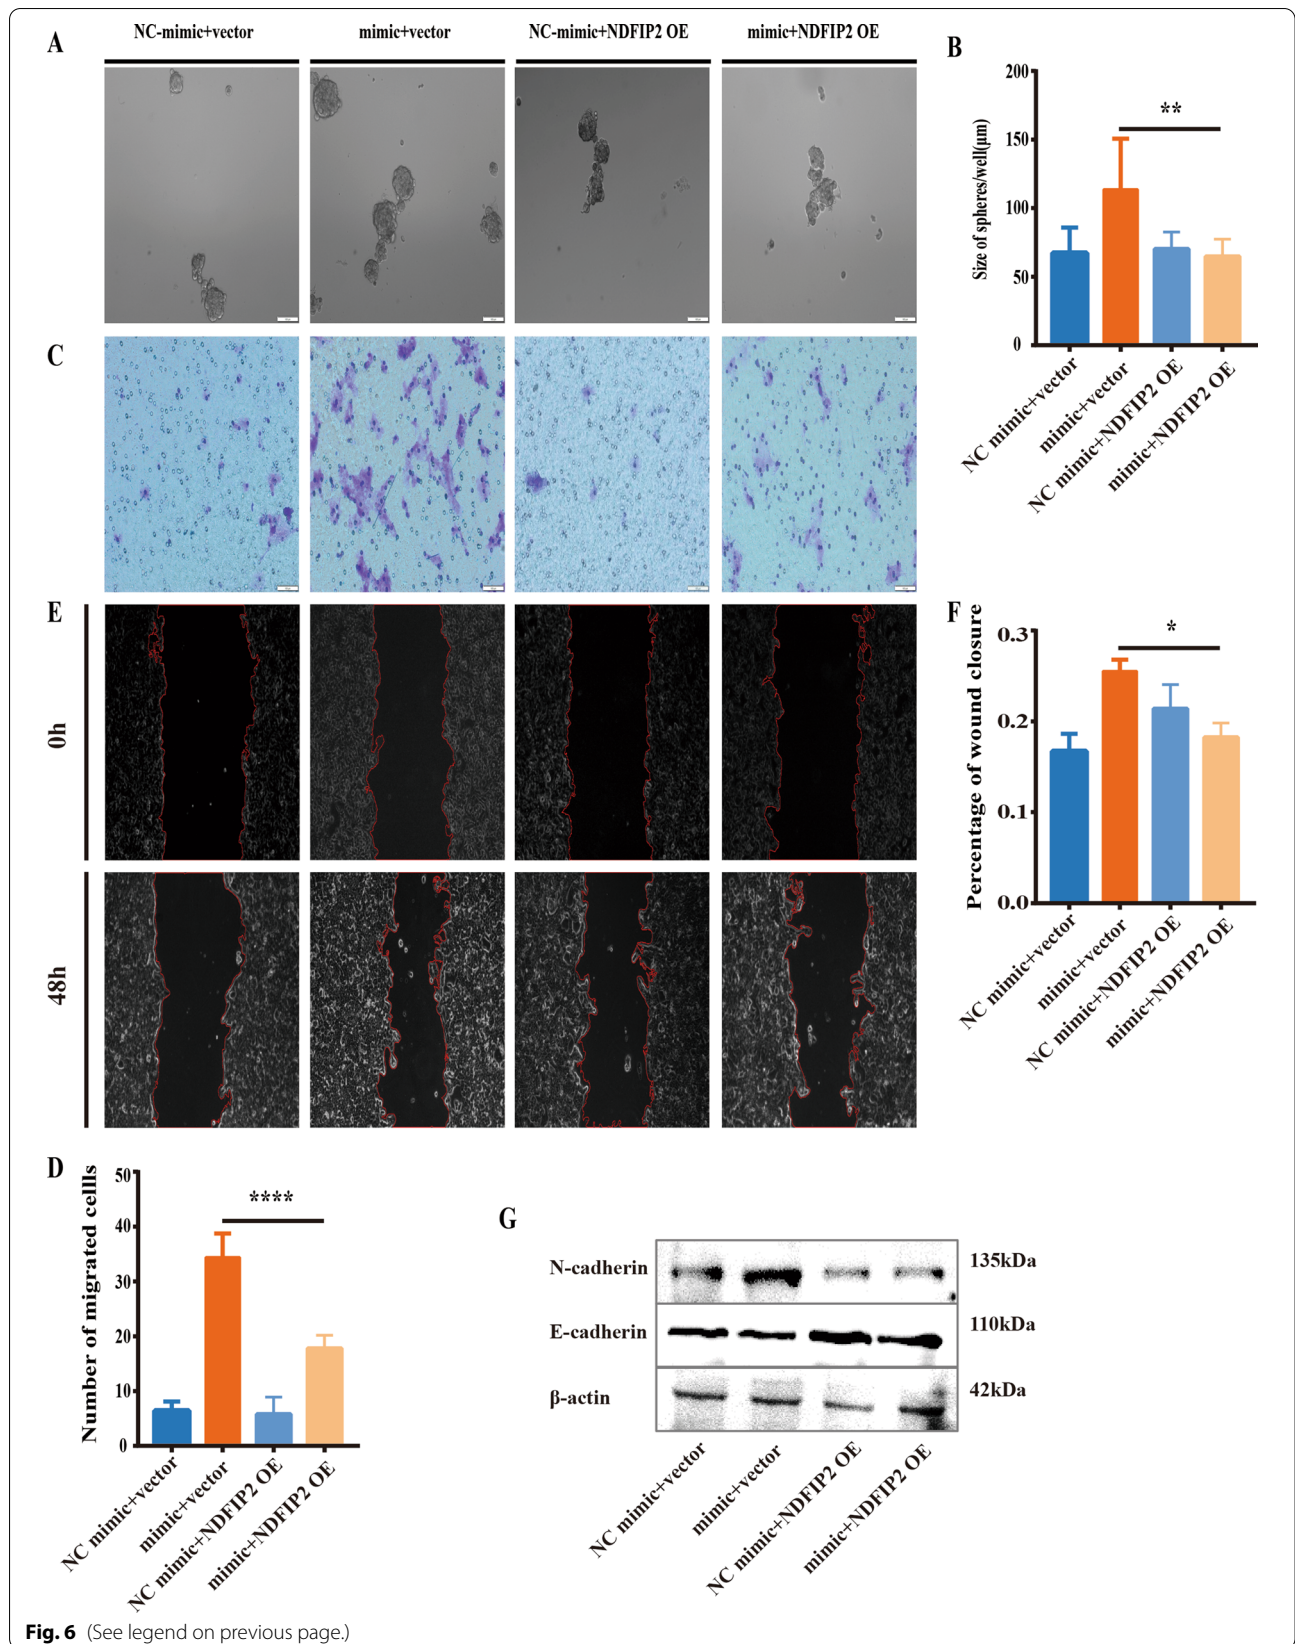 A
NC-mimic+vector
mimic+vector
NC-mimic+NDFIP2 OE
mimic+NDFIP2 OE
B
Size of spheres/well(μm)
200
150
100
50
0
**
NC mimic+vector
mimic+vector
NC mimic+NDFIP2 OE
mimic+NDFIP2 OE
C
E
0h
48h
F
Percentage of wound closure
0.3
0.2
0.1
0.0
*
NC mimic+vector
mimic+vector
NC mimic+NDFIP2 OE
mimic+NDFIP2 OE
D
Number of migrated cells
50
40
30
20
10
0
****
NC mimic+vector
mimic+vector
NC mimic+NDFIP2 OE
mimic+NDFIP2 OE
G
N-cadherin
135kDa
E-cadherin
110kDa
β-actin
42kDa
NC mimic+vector
mimic+vector
NC mimic+NDFIP2 OE
mimic+NDFIP2 OE
Fig. 6 (See legend on previous page.)